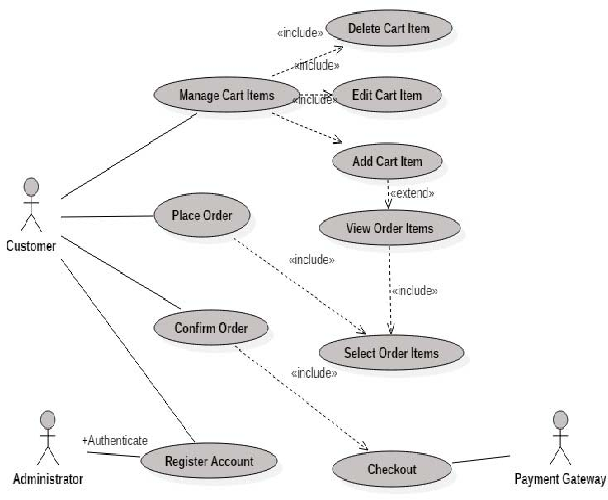 Delete Cart Item
«include»
«include»
Manage Cart Items
«include»
Edit Cart Item
Add Cart Item
«extend»
Place Order
View Order Items
Customer
«include»
«include»
Confirm Order
Select Order Items
«include»
+Authenticate
Register Account
Checkout
Administrator
Payment Gateway